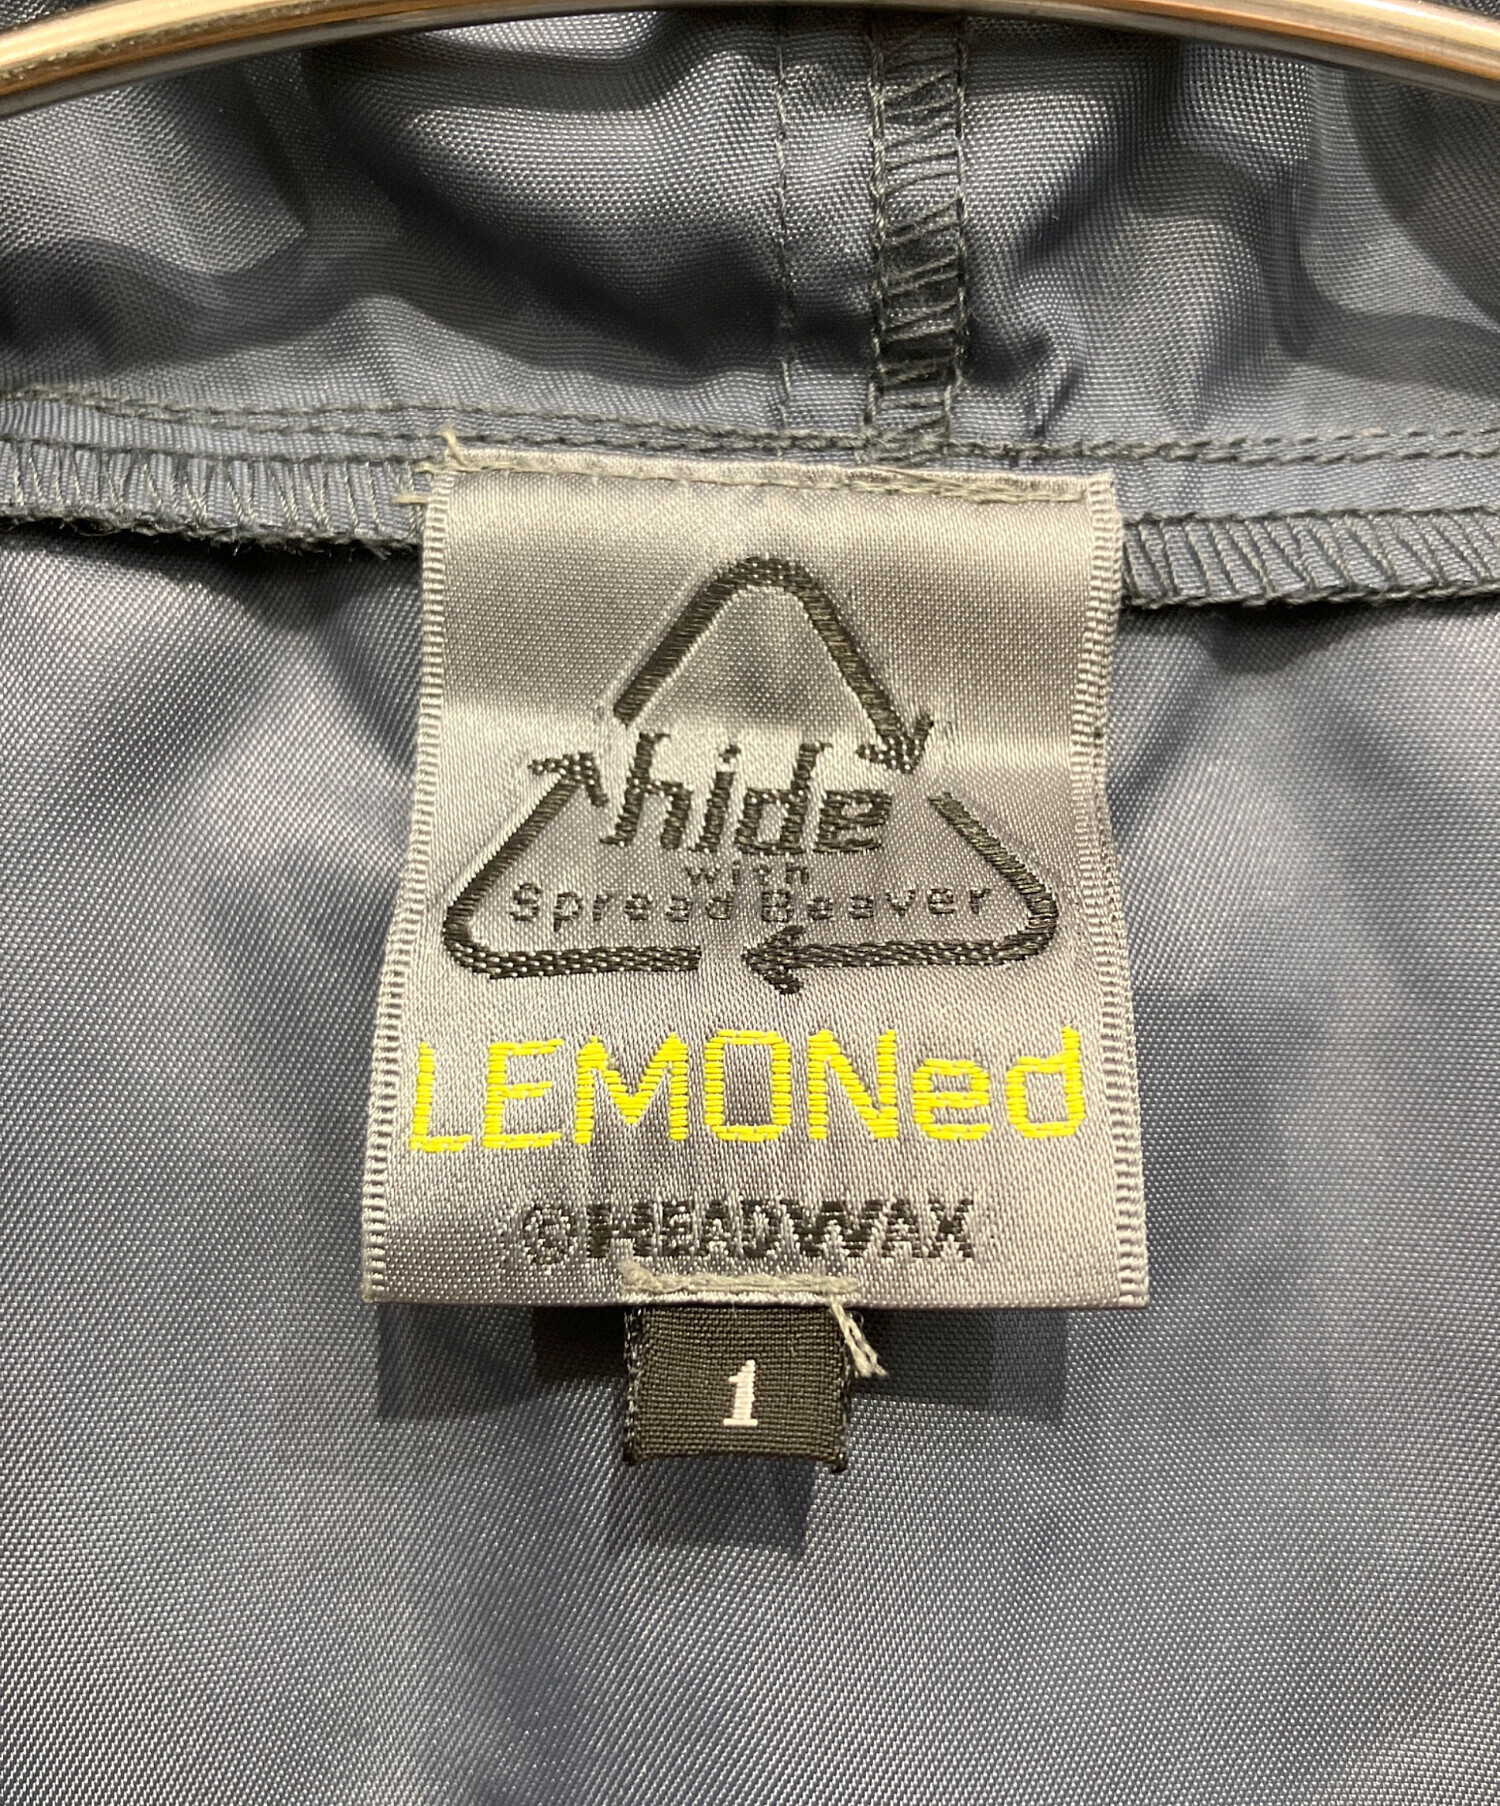 hide
with
Spread Beaver
LEMONed
©HEADWAX
1